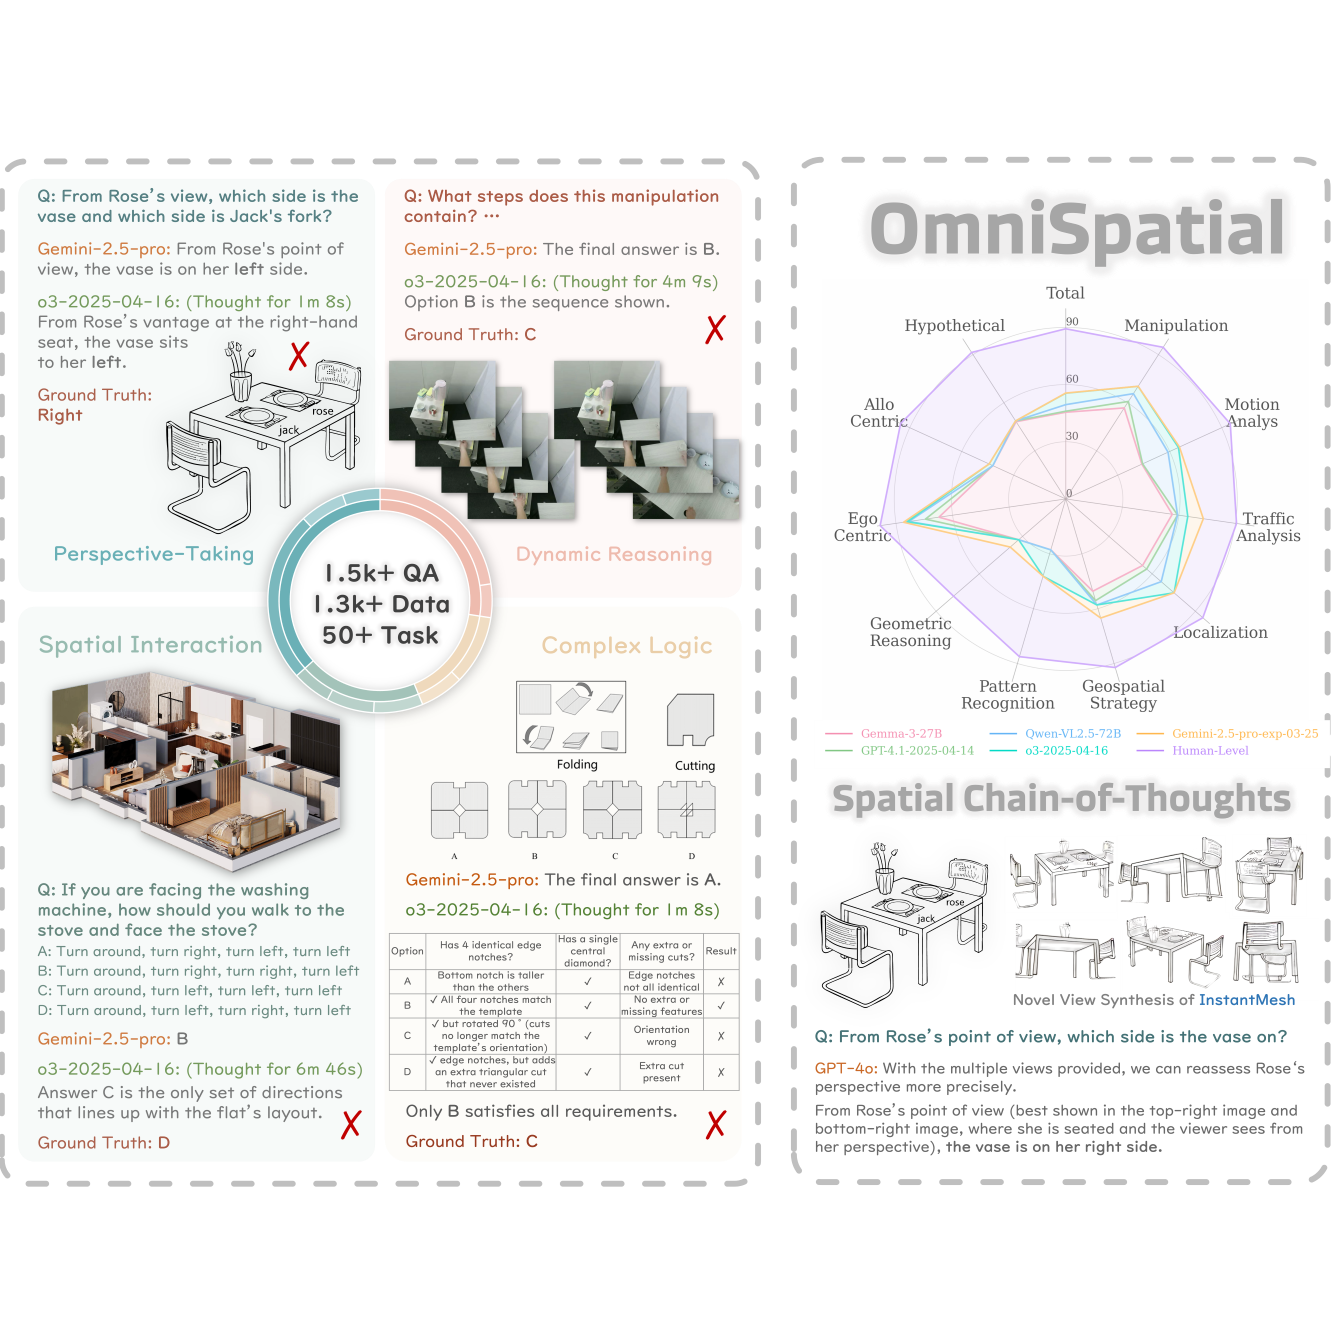 Q: From Rose's view, which side is the
vase and which side is Jack's fork?
Gemini-2.5-pro: From Rose's point of
view, the vase is on her left side.
o3-2025-04-16: (Thought for 1m 8s)
From Rose's vantage at the right-hand
seat, the vase sits
to her left.
✗
Ground Truth:
Right
rose
jack
Perspective-Taking
Q: What steps does this manipulation
contain? ...
Gemini-2.5-pro: The final answer is B.
o3-2025-04-16: (Thought for 4m 9s)
Option B is the sequence shown.
Ground Truth: C
✗
Dynamic Reasoning
1.5k+ QA
1.3k+ Data
50+ Task
Spatial Interaction
Q: If you are facing the washing
machine, how should you walk to the
stove and face the stove?
A: Turn around, turn right, turn left, turn left
B: Turn around, turn right, turn right, turn left
C: Turn around, turn left, turn left, turn left
D: Turn around, turn left, turn right, turn left
Gemini-2.5-pro: B
o3-2025-04-16: (Thought for 6m 46s)
Answer C is the only set of directions
that lines up with the flat's layout.
✗
Ground Truth: D
Complex Logic
Folding
Cutting
A B C D
Gemini-2.5-pro: The final answer is A.
o3-2025-04-16: (Thought for 1m 8s)
Option
Has 4 identical edge
notches?
Has a single
central
diamond?
Any extra or
missing cuts?
Result
A
Bottom notch is taller
than the others
✓
Edge notches
not all identical
✗
B
✓ All four notches match
the template
✓
No extra or
missing features
✓
C
✓ but rotated 90° (cuts
no longer match the
template's orientation)
✓
Orientation
wrong
✗
D
✓ edge notches, but adds
an extra triangular cut
that never existed
✓
Extra cut
present
✗
Only B satisfies all requirements.
Ground Truth: C
✗
OmniSpatial
Total
Manipulation
Motion
Analys
Traffic
Analysis
Localization
Geospatial
Strategy
Pattern
Recognition
Geometric
Reasoning
Ego
Centric
Allo
Centric
Hypothetical
90
60
30
0
Gemma-3-27B
Qwen-VL2.5-72B
Gemini-2.5-pro-exp-03-25
GPT-4.1-2025-04-14
o3-2025-04-16
Human-Level
Spatial Chain-of-Thoughts
rose
jack
Novel View Synthesis of InstantMesh
Q: From Rose's point of view, which side is the vase on?
GPT-4o: With the multiple views provided, we can reassess Rose's
perspective more precisely.
From Rose's point of view (best shown in the top-right image and
bottom-right image, where she is seated and the viewer sees from
her perspective), the vase is on her right side.